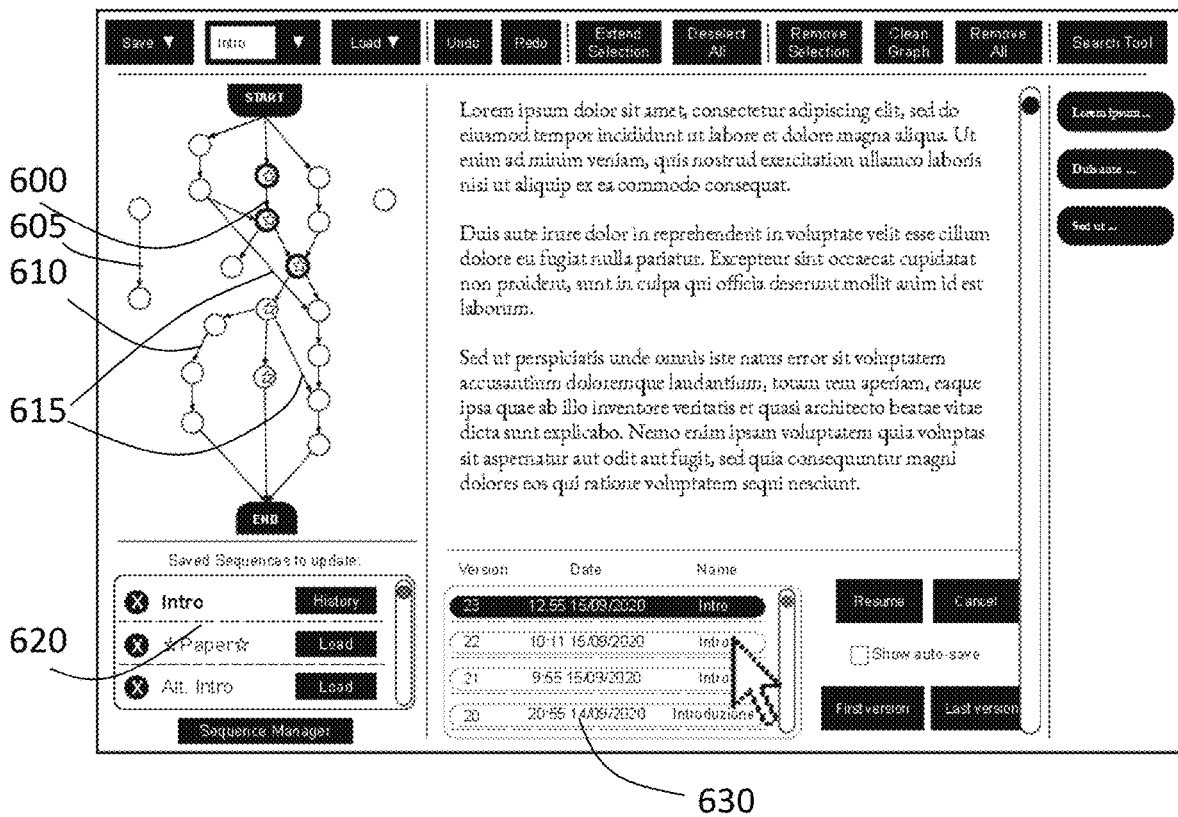 Save ▼ Intro ▼ Load ▼ Undo Redo Extend Selection Deselect All Remove Selection Clean Graph Remove All Search Tool
START
600
605
610
615
END
Lorem ipsum dolor sit amet, consectetur adipiscing elit, sed do
eiusmod tempor incididunt ut labore et dolore magna aliqua. Ut
enim ad minim veniam, quis nostrud exercitation ullamco laboris
nisi ut aliquip ex ea commodo consequat.
Duis aute irure dolor in reprehenderit in voluptate velit esse cillum
dolore eu fugiat nulla pariatur. Excepteur sint occaecat cupidatat
non proident, sunt in culpa qui officia deserunt mollit anim id est
laborum.
Sed ut perspiciatis unde omnis iste natus error sit voluptatem
accusantium doloremque laudantium, totam rem aperiam, eaque
ipsa quae ab illo inventore veritatis et quasi architecto beatae vitae
dicta sunt explicabo. Nemo enim ipsam voluptatem quia voluptas
sit aspernatur aut odit aut fugit, sed quia consequuntur magni
dolores eos qui ratione voluptatem sequi nesciunt.
Lorem ipsum ...
Duis aute ...
Sed ut ...
Saved Sequences to update:
X Intro History
620
X ☆Paper☆ Load
X Alt. Intro Load
Sequence Manager
Version Date Name
23 12:55 15/09/2020 Intro
22 10:11 15/09/2020 Intro
21 9:55 15/09/2020 Intro
20 20:55 14/09/2020 Introduzione
Resume Cancel
Show auto-save
First version Last version
630